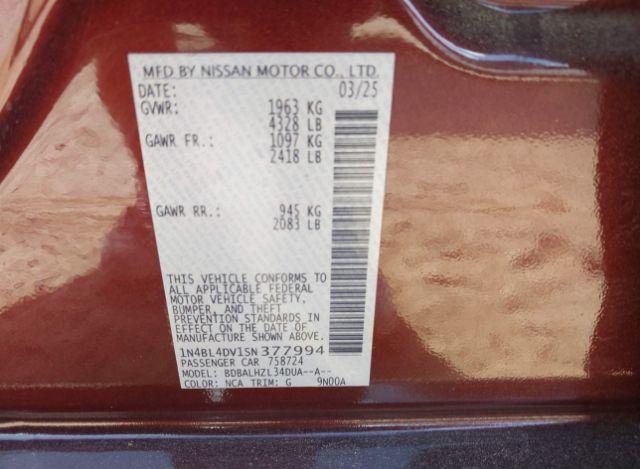 MFD BY NISSAN MOTOR CO., LTD.
DATE: 03/25
GVWR: 1963 KG
4328 LB
GAWR FR.: 1097 KG
2418 LB
GAWR RR.: 945 KG
2083 LB
THIS VEHICLE CONFORMS TO
ALL APPLICABLE FEDERAL
MOTOR VEHICLE SAFETY,
BUMPER, AND THEFT
PREVENTION STANDARDS IN
EFFECT ON THE DATE OF
MANUFACTURE SHOWN ABOVE.
1N4BL4DV1SN377994
PASSENGER CAR 758724
MODEL: BDBALHZL34DUA--A--
COLOR: NCA TRIM: G 9N00A